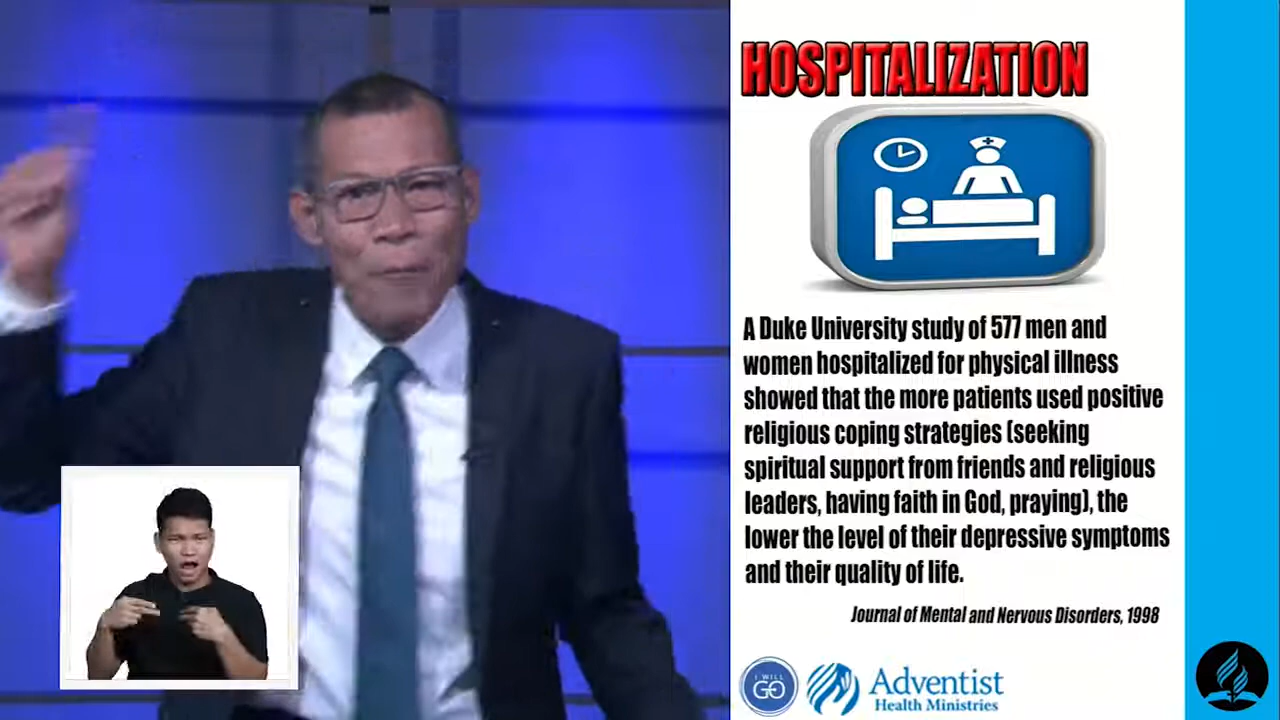 HOSPITALIZATION
A Duke University study of 577 men and
women hospitalized for physical illness
showed that the more patients used positive
religious coping strategies (seeking
spiritual support from friends and religious
leaders, having faith in God, praying), the
lower the level of their depressive symptoms
and their quality of life.
Journal of Mental and Nervous Disorders, 1998
I WILL
GO
Adventist
Health Ministries